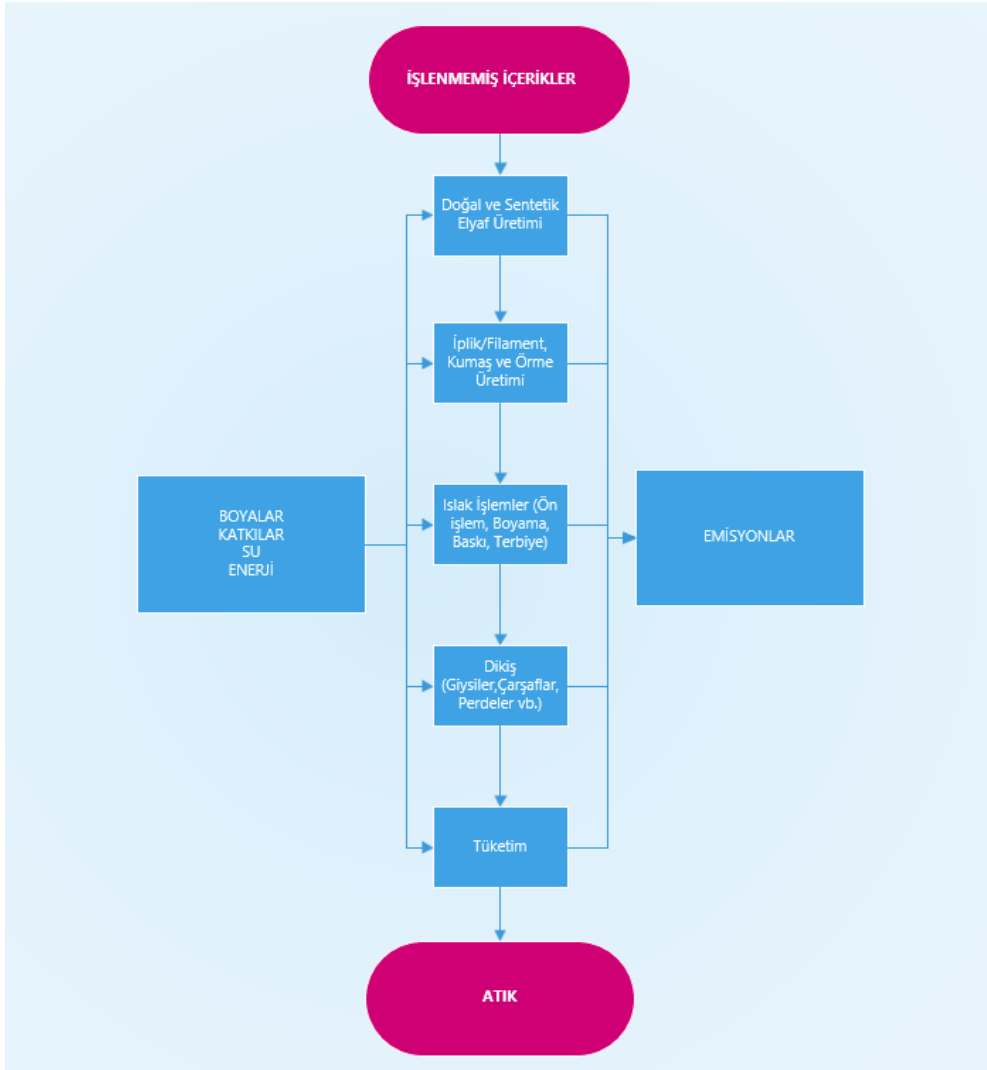 İŞLENMEMİŞ İÇERİKLER
Doğal ve Sentetik
Elyaf Üretimi
İplik/Filament,
Kumaş ve Örme
Üretimi
BOYALAR
KATKILAR
SU
ENERJİ
Islak İşlemler (Ön
işlem, Boyama,
Baskı, Terbiye)
EMİSYONLAR
Dikiş
(Giysiler,Çarşaflar,
Perdeler vb.)
Tüketim
ATIK